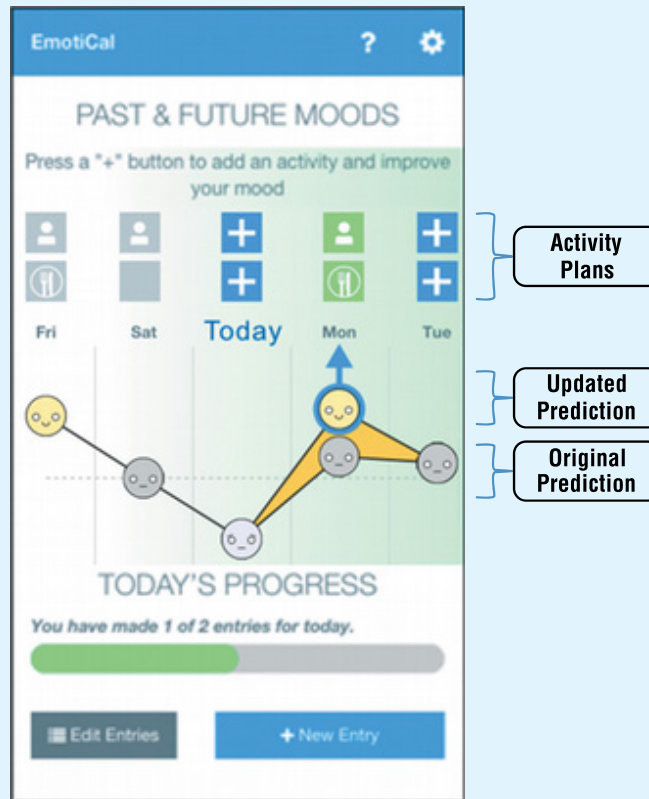 EmotiCal ?
PAST & FUTURE MOODS
Press a "+" button to add an activity and improve
your mood
Activity
Plans
Fri Sat Today Mon Tue
Updated
Prediction
Original
Prediction
TODAY'S PROGRESS
You have made 1 of 2 entries for today.
Edit Entries + New Entry